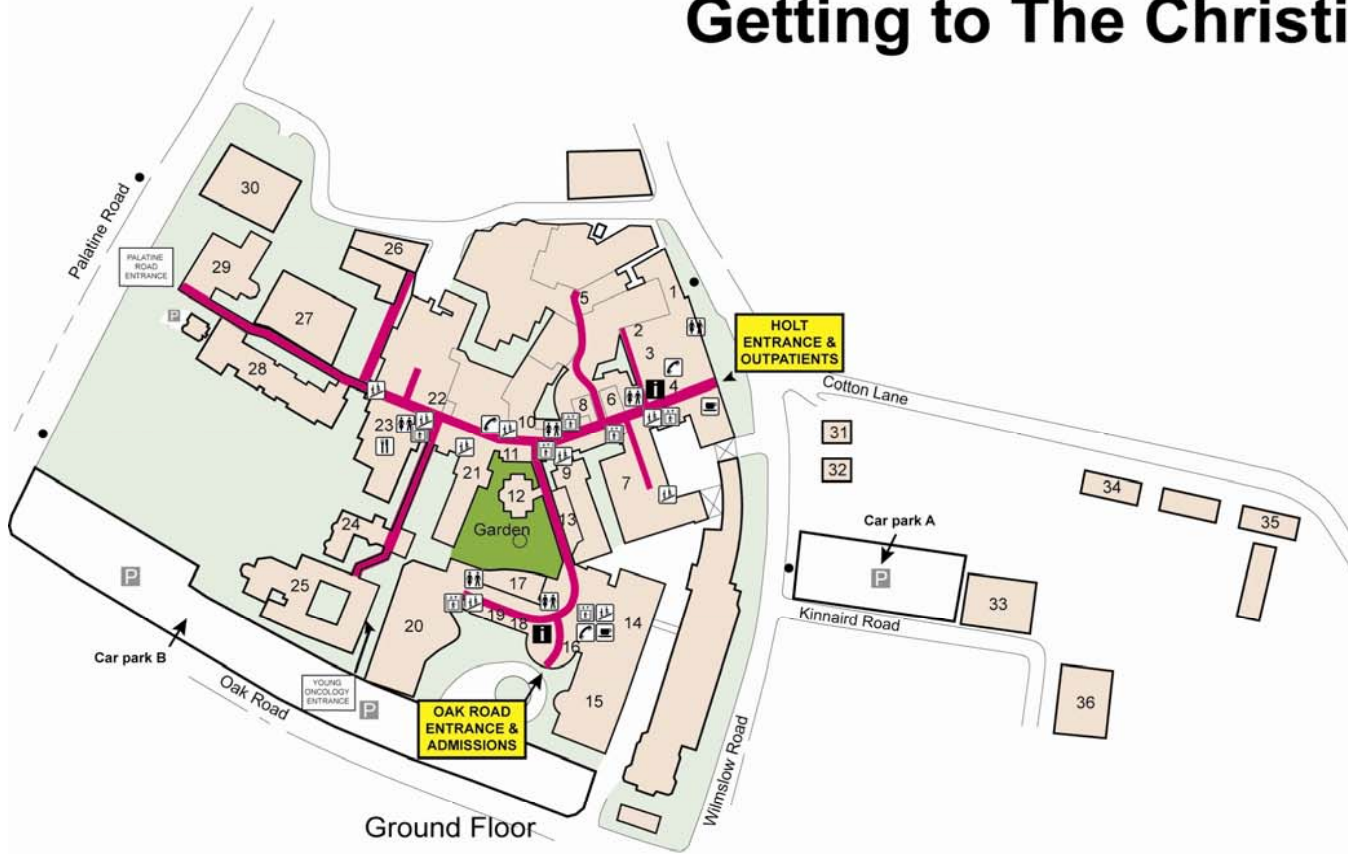 Getting to The Christi
Palatine Road
30
PALATINE
ROAD
ENTRANCE
29
26
27
28
P
5
1
2
3
4
i
HOLT
ENTRANCE &
OUTPATIENTS
Cotton Lane
22
23
8
6
10
11
21
9
7
12
Garden
13
31
32
34
35
Car park A
P
33
Kinnaird Road
36
24
25
P
17
20
19
18
i
16
14
15
Car park B
Oak Road
YOUNG
ONCOLOGY
ENTRANCE
P
OAK ROAD
ENTRANCE &
ADMISSIONS
Wilmslow Road
Ground Floor